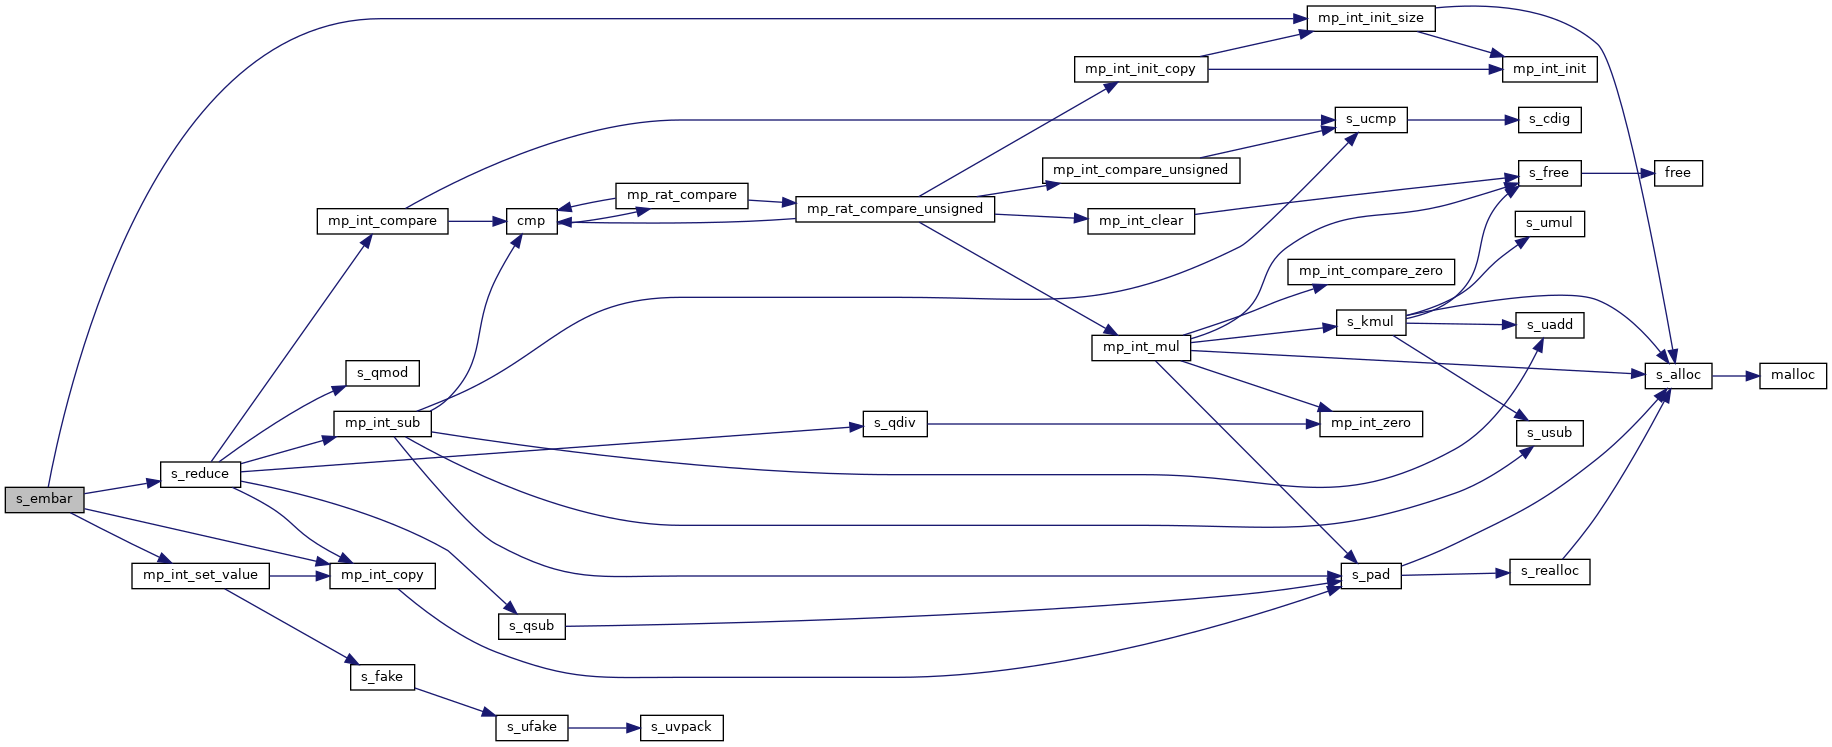 mp_int_init_size
mp_int_init_copy
mp_int_init
s_ucmp
s_cdig
mp_int_compare_unsigned
s_free
free
mp_rat_compare
mp_int_compare
cmp
mp_rat_compare_unsigned
mp_int_clear
s_umul
mp_int_compare_zero
s_kmul
s_uadd
mp_int_mul
s_qmod
s_alloc
malloc
mp_int_sub
s_qdiv
mp_int_zero
s_usub
s_reduce
s_embar
mp_int_set_value
mp_int_copy
s_pad
s_realloc
s_qsub
s_fake
s_ufake
s_uvpack